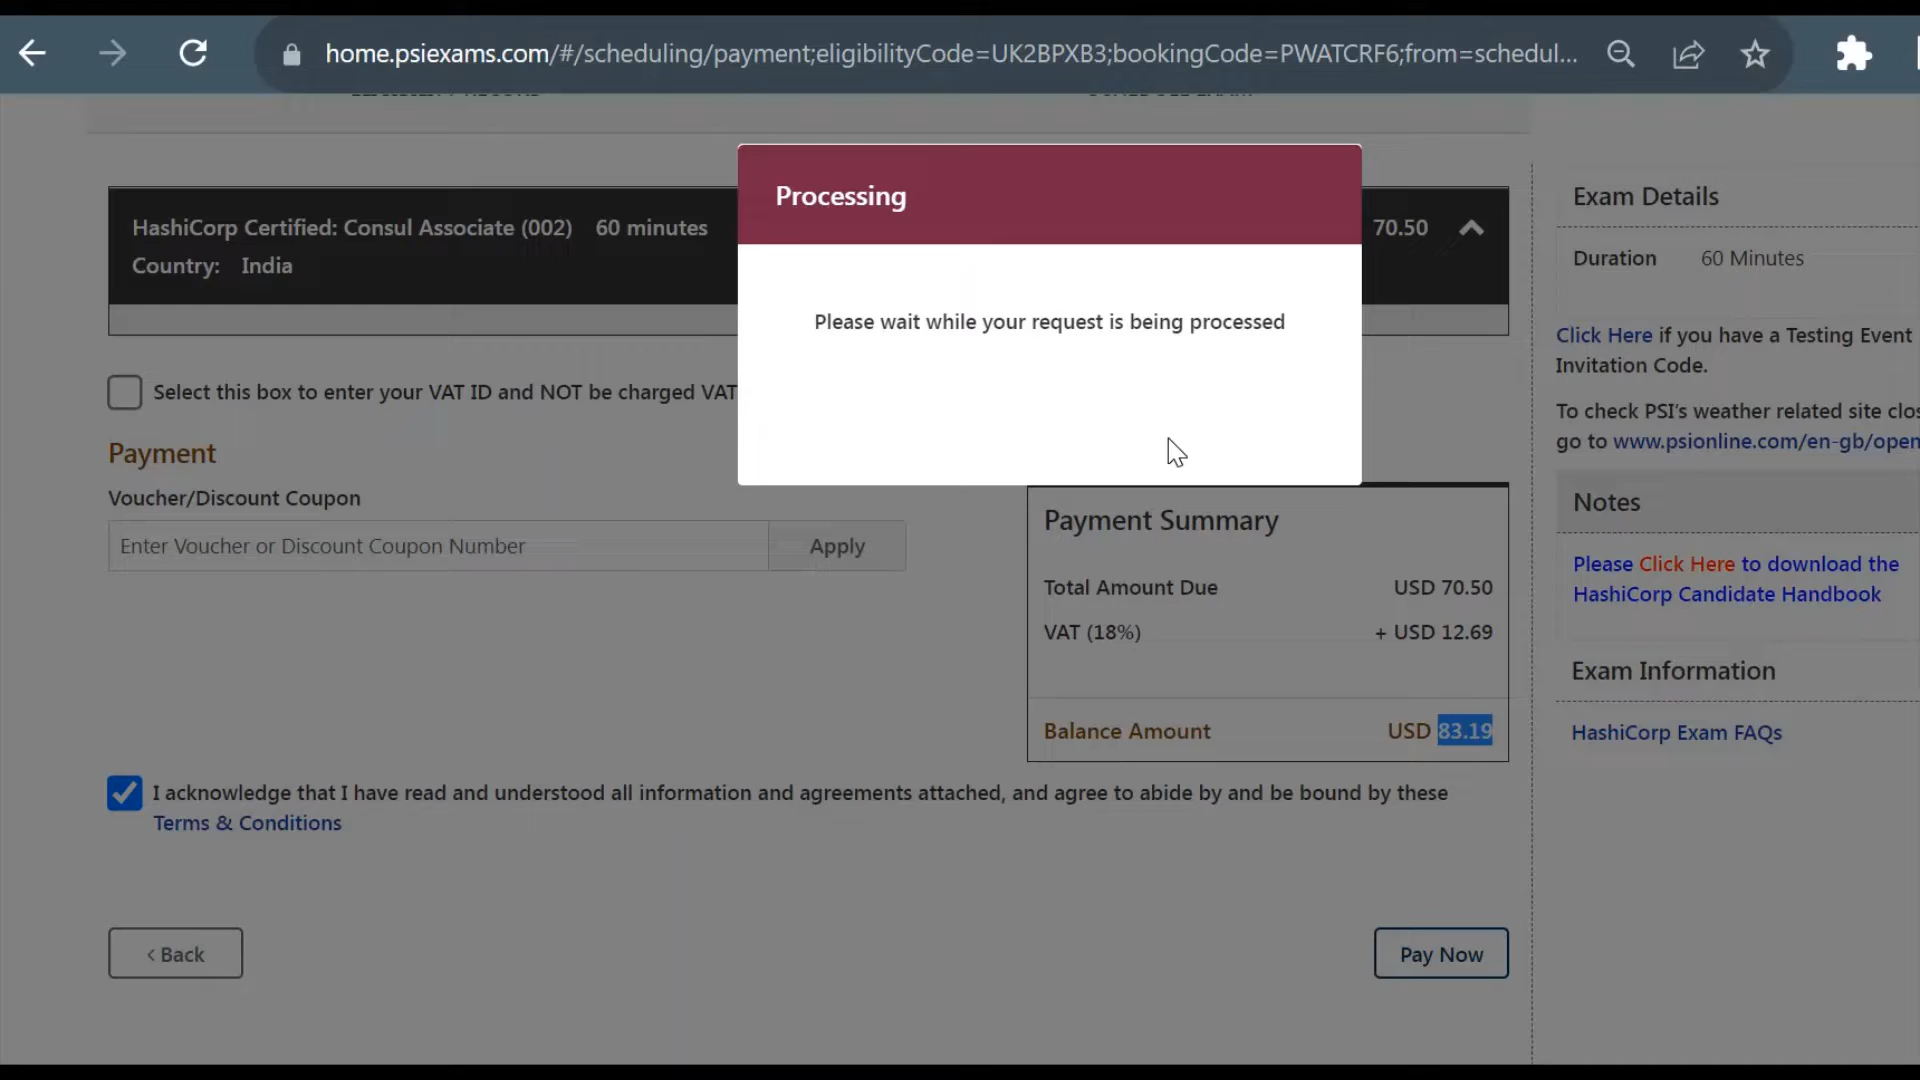 home.psiexams.com/#/scheduling/payment;eligibilityCode=UK2BPXB3;bookingCode=PWATCRF6;from=schedul...
Processing
Please wait while your request is being processed
HashiCorp Certified: Consul Associate (002) 60 minutes 70.50
Country: India
Select this box to enter your VAT ID and NOT be charged VAT
Payment
Voucher/Discount Coupon
Enter Voucher or Discount Coupon Number Apply
Payment Summary
Total Amount Due USD 70.50
VAT (18%) + USD 12.69
Balance Amount USD 83.19
I acknowledge that I have read and understood all information and agreements attached, and agree to abide by and be bound by these
Terms & Conditions
< Back Pay Now
Exam Details
Duration 60 Minutes
Click Here if you have a Testing Event
Invitation Code.
To check PSI's weather related site clos
go to www.psionline.com/en-gb/open
Notes
Please Click Here to download the
HashiCorp Candidate Handbook
Exam Information
HashiCorp Exam FAQs